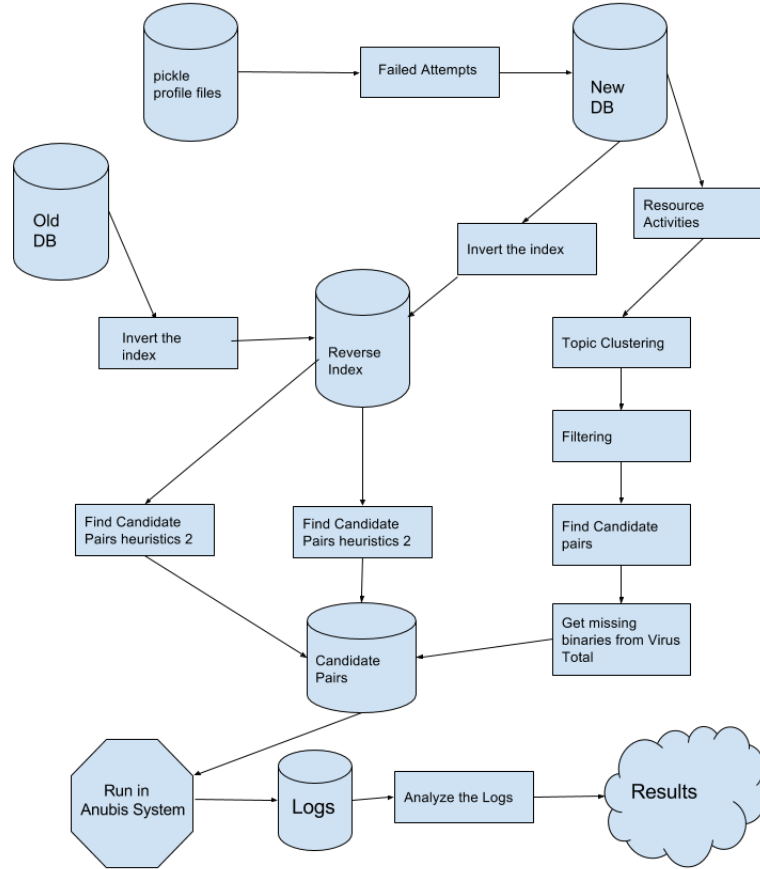 pickle
profile files
Failed Attempts
New
DB
Old
DB
Resource
Activities
Invert the index
Invert the
index
Reverse
Index
Topic Clustering
Filtering
Find Candidate
Pairs heuristics 2
Find Candidate
Pairs heuristics 2
Find Candidate
pairs
Get missing
binaries from Virus
Total
Candidate
Pairs
Run in
Anubis System
Logs
Analyze the Logs
Results